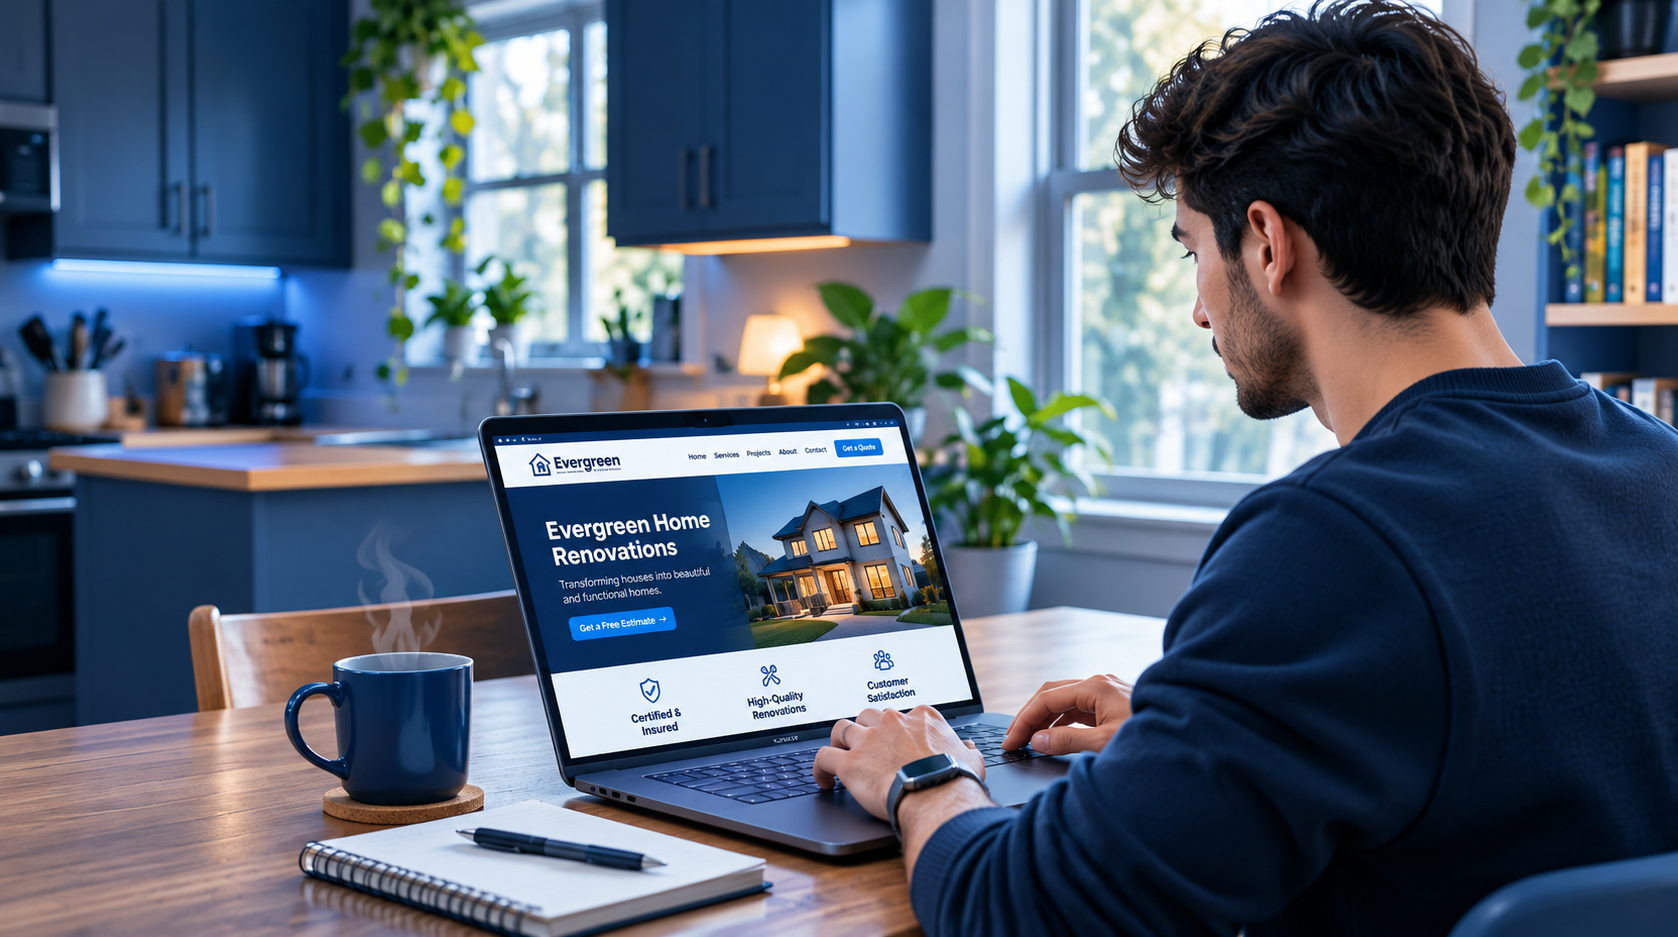 Evergreen
Home Services Projects About Contact Get a Quote
Evergreen Home
Renovations
Transforming houses into beautiful
and functional homes.
Get a Free Estimate →
Certified &
Insured
High-Quality
Renovations
Customer
Satisfaction